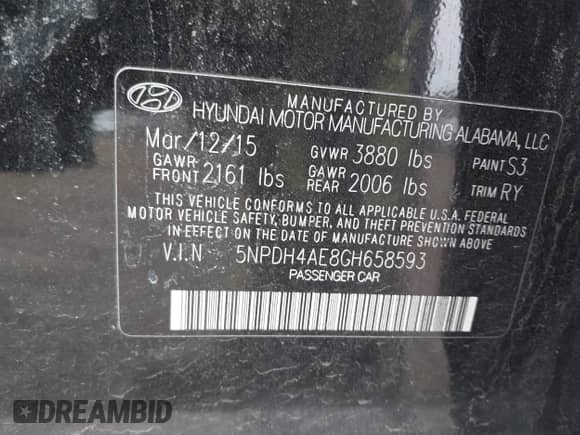 MANUFACTURED BY
HYUNDAI MOTOR MANUFACTURING ALABAMA, LLC
Mar/12/15 GVWR 3880 lbs PAINT S3
GAWR FRONT 2161 lbs GAWR REAR 2006 lbs TRIM RY
THIS VEHICLE CONFORMS TO ALL APPLICABLE U.S.A. FEDERAL
MOTOR VEHICLE SAFETY, BUMPER, AND THEFT PREVENTION STANDARDS
IN EFFECT ON THE DATE OF MANUFACTURE SHOWN ABOVE
V.I.N 5NPDH4AE8GH658593
PASSENGER CAR
DREAMBID